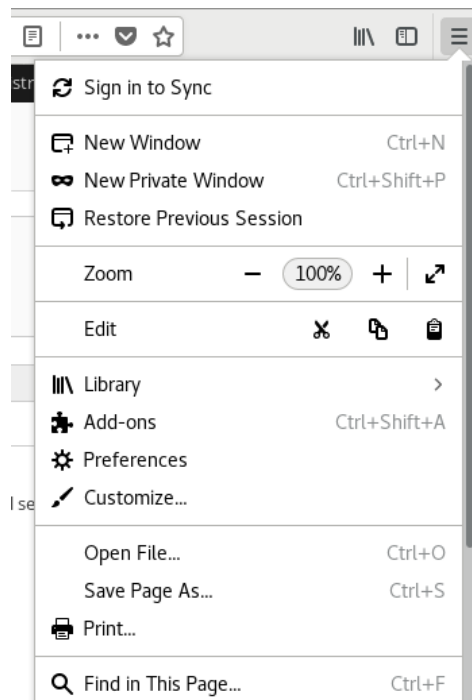 str
Sign in to Sync
New Window Ctrl+N
New Private Window Ctrl+Shift+P
Restore Previous Session
Zoom − 100% +
Edit
Library >
Add-ons Ctrl+Shift+A
Preferences
Customize...
l se
Open File... Ctrl+O
Save Page As... Ctrl+S
Print...
Find in This Page... Ctrl+F